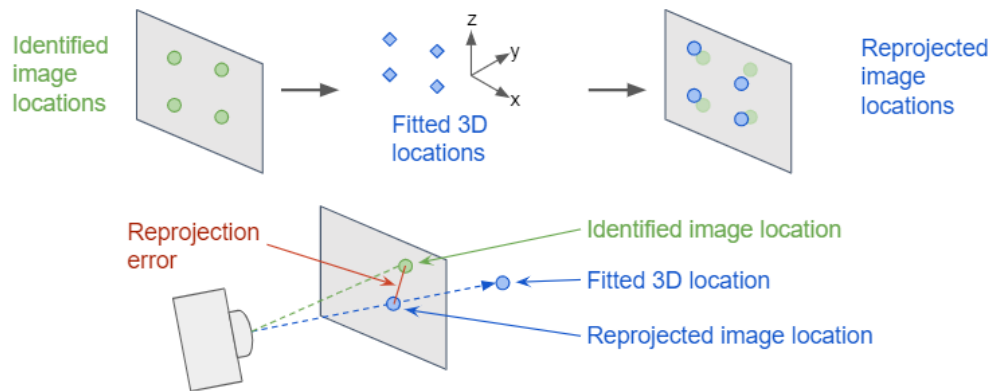 Identified
image
locations
z
y
x
Fitted 3D
locations
Reprojected
image
locations
Reprojection
error
Identified image location
Fitted 3D location
Reprojected image location